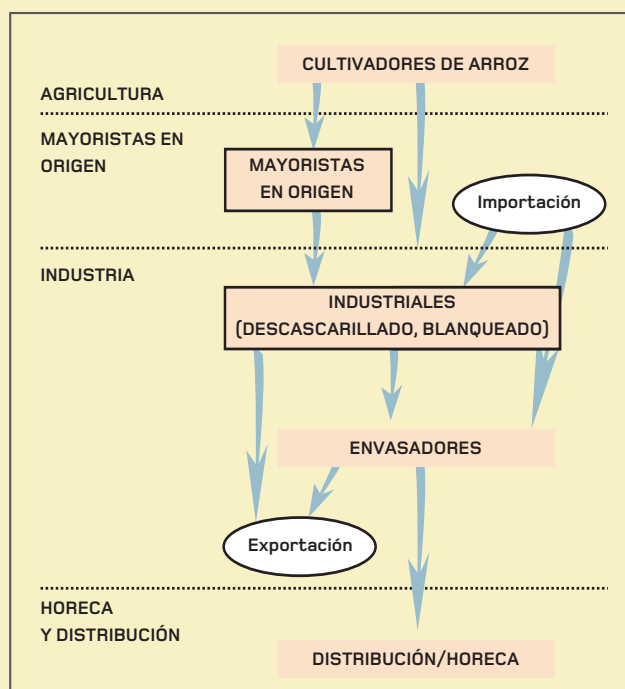 CULTIVADORES DE ARROZ
AGRICULTURA
MAYORISTAS EN
ORIGEN
MAYORISTAS
EN ORIGEN
Importación
INDUSTRIA
INDUSTRIALES
(DESCASCARILLADO, BLANQUEADO)
ENVASADORES
Exportación
HORECA
Y DISTRIBUCIÓN
DISTRIBUCIÓN/HORECA